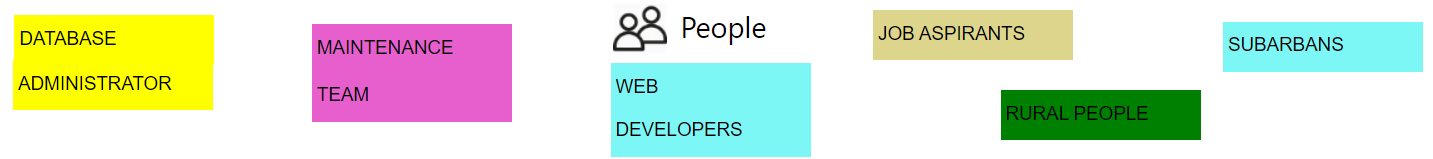 DATABASE
ADMINISTRATOR
MAINTENANCE
TEAM
People
WEB
DEVELOPERS
JOB ASPIRANTS
RURAL PEOPLE
SUBARBANS